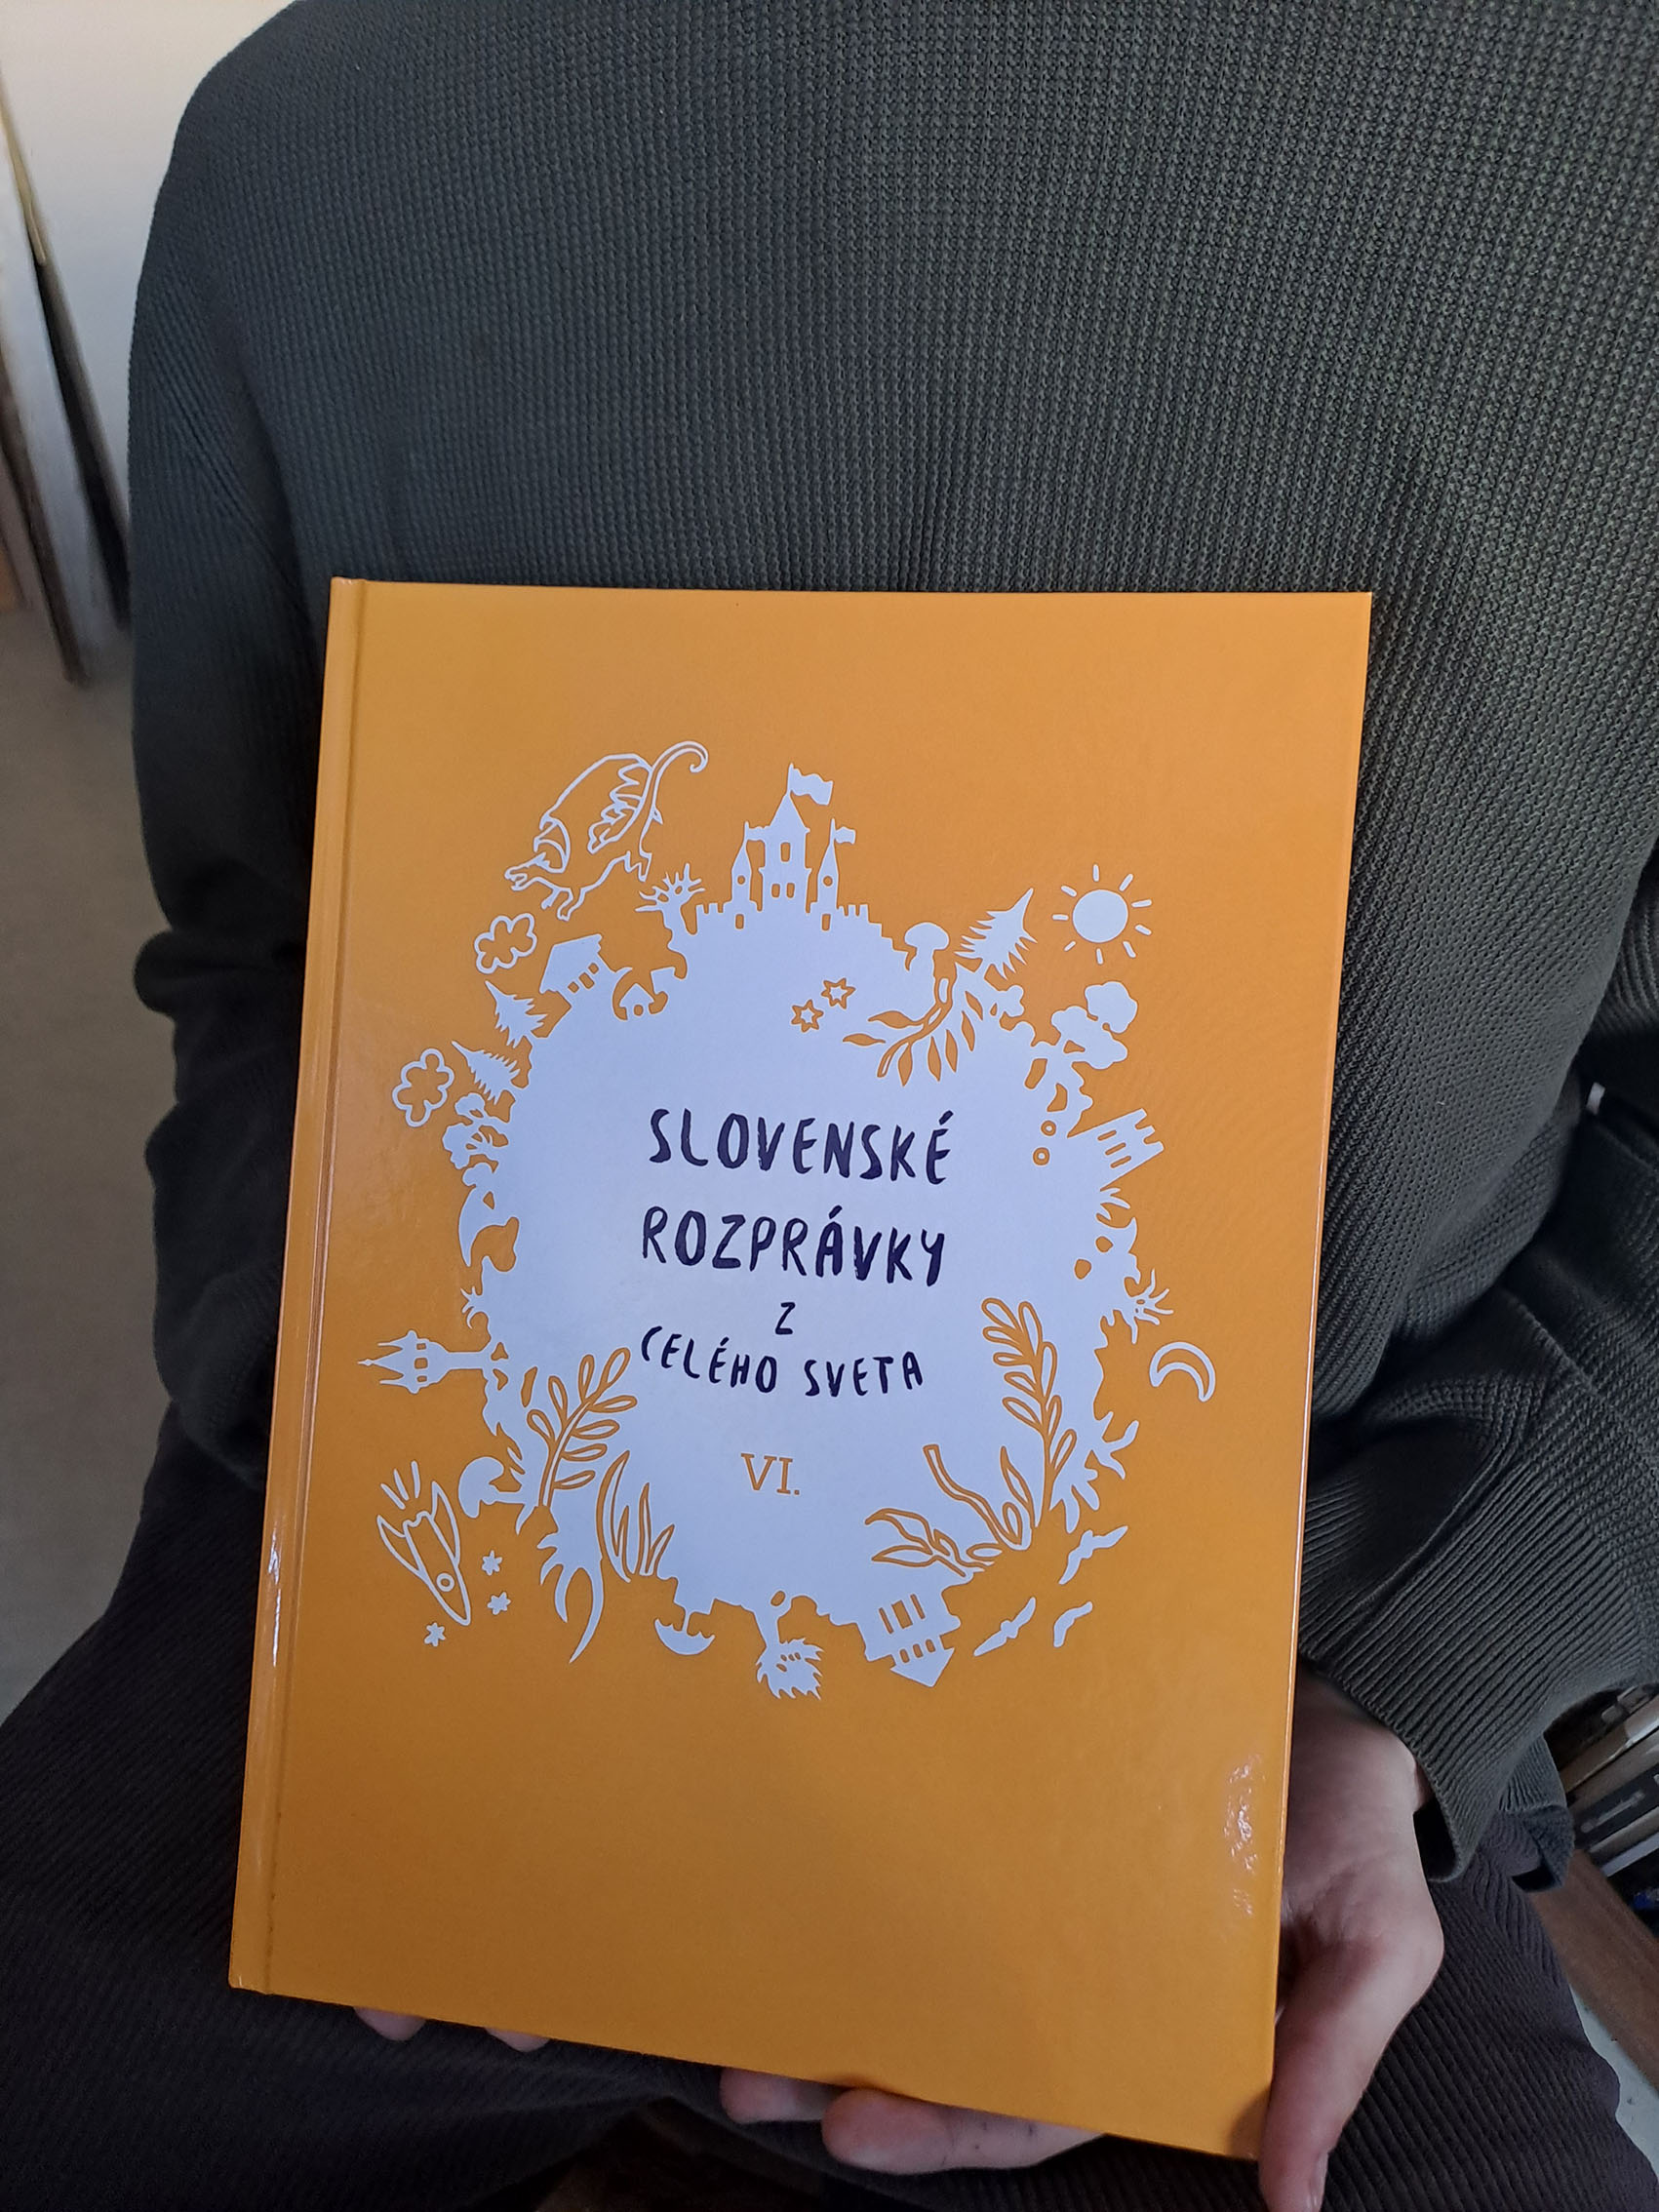 SLOVENSKÉ
ROZPRÁVKY
Z
CELÉHO SVETA
VI.